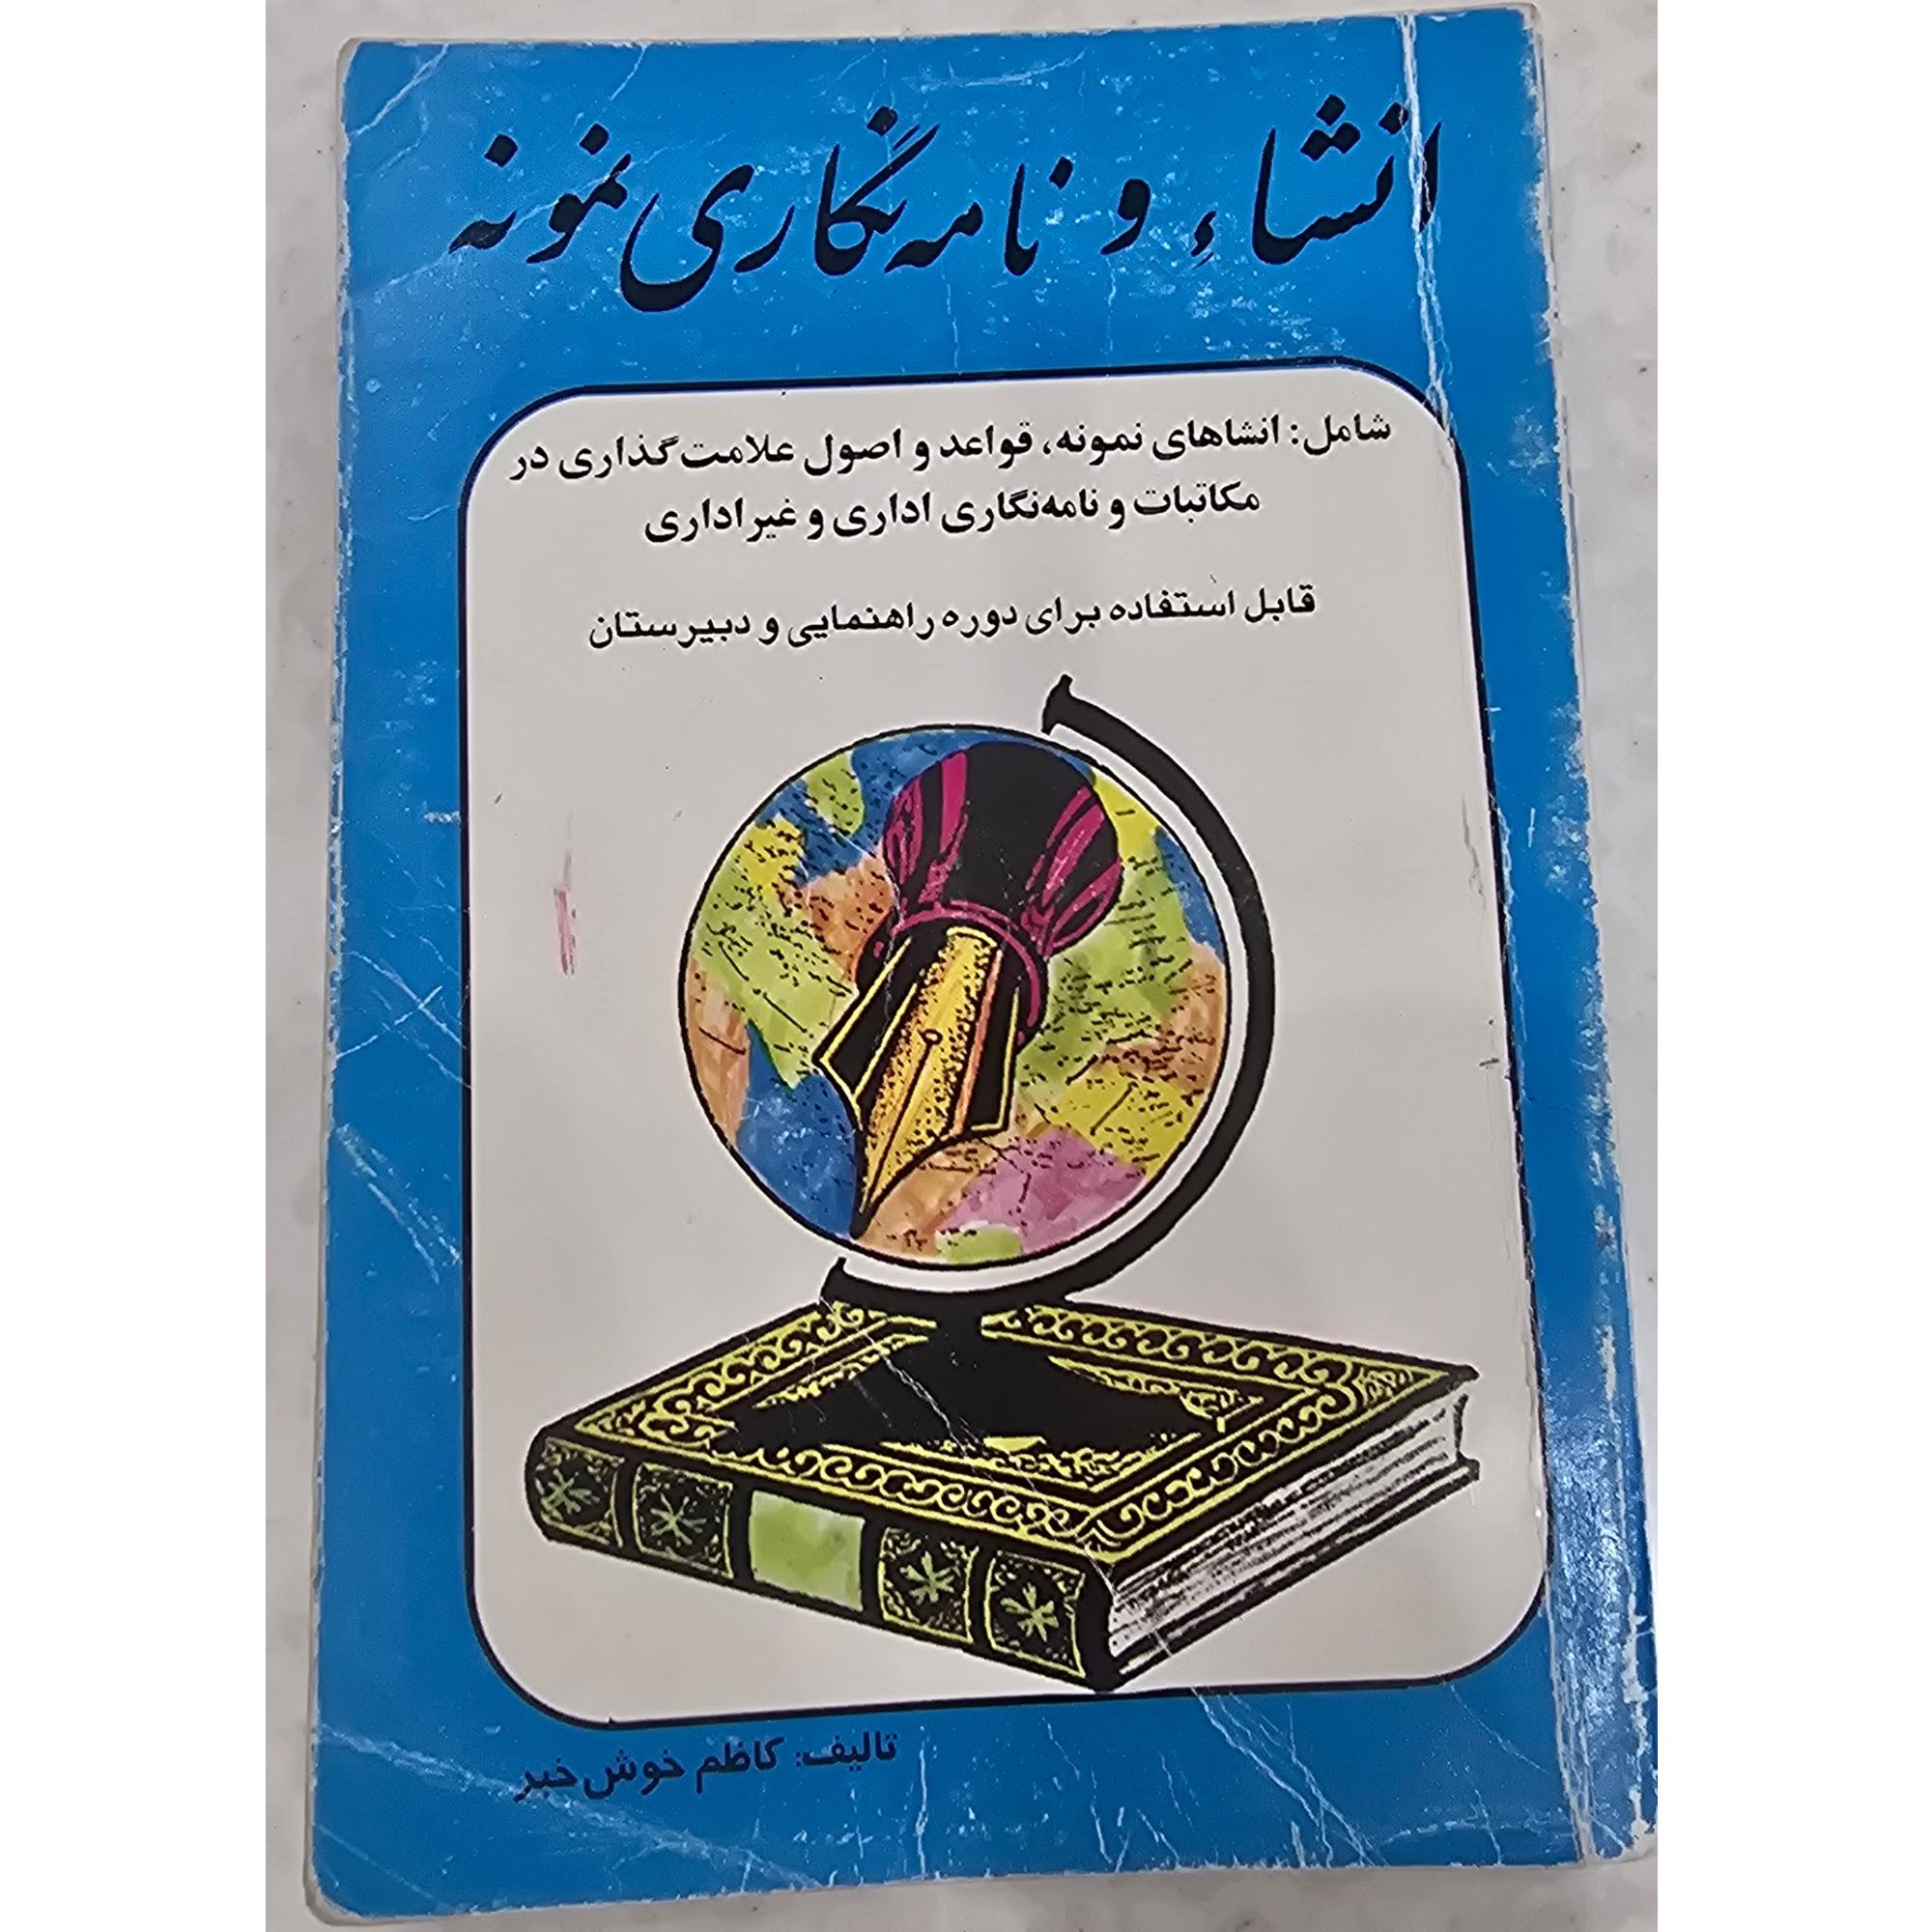 انشاء و نامه‌نگاری نمونه
شامل: انشاهای نمونه، قواعد و اصول علامت‌گذاری در
مکاتبات و نامه‌نگاری اداری و غیراداری
قابل استفاده برای دوره راهنمایی و دبیرستان
تالیف: کاظم خوش‌خبر